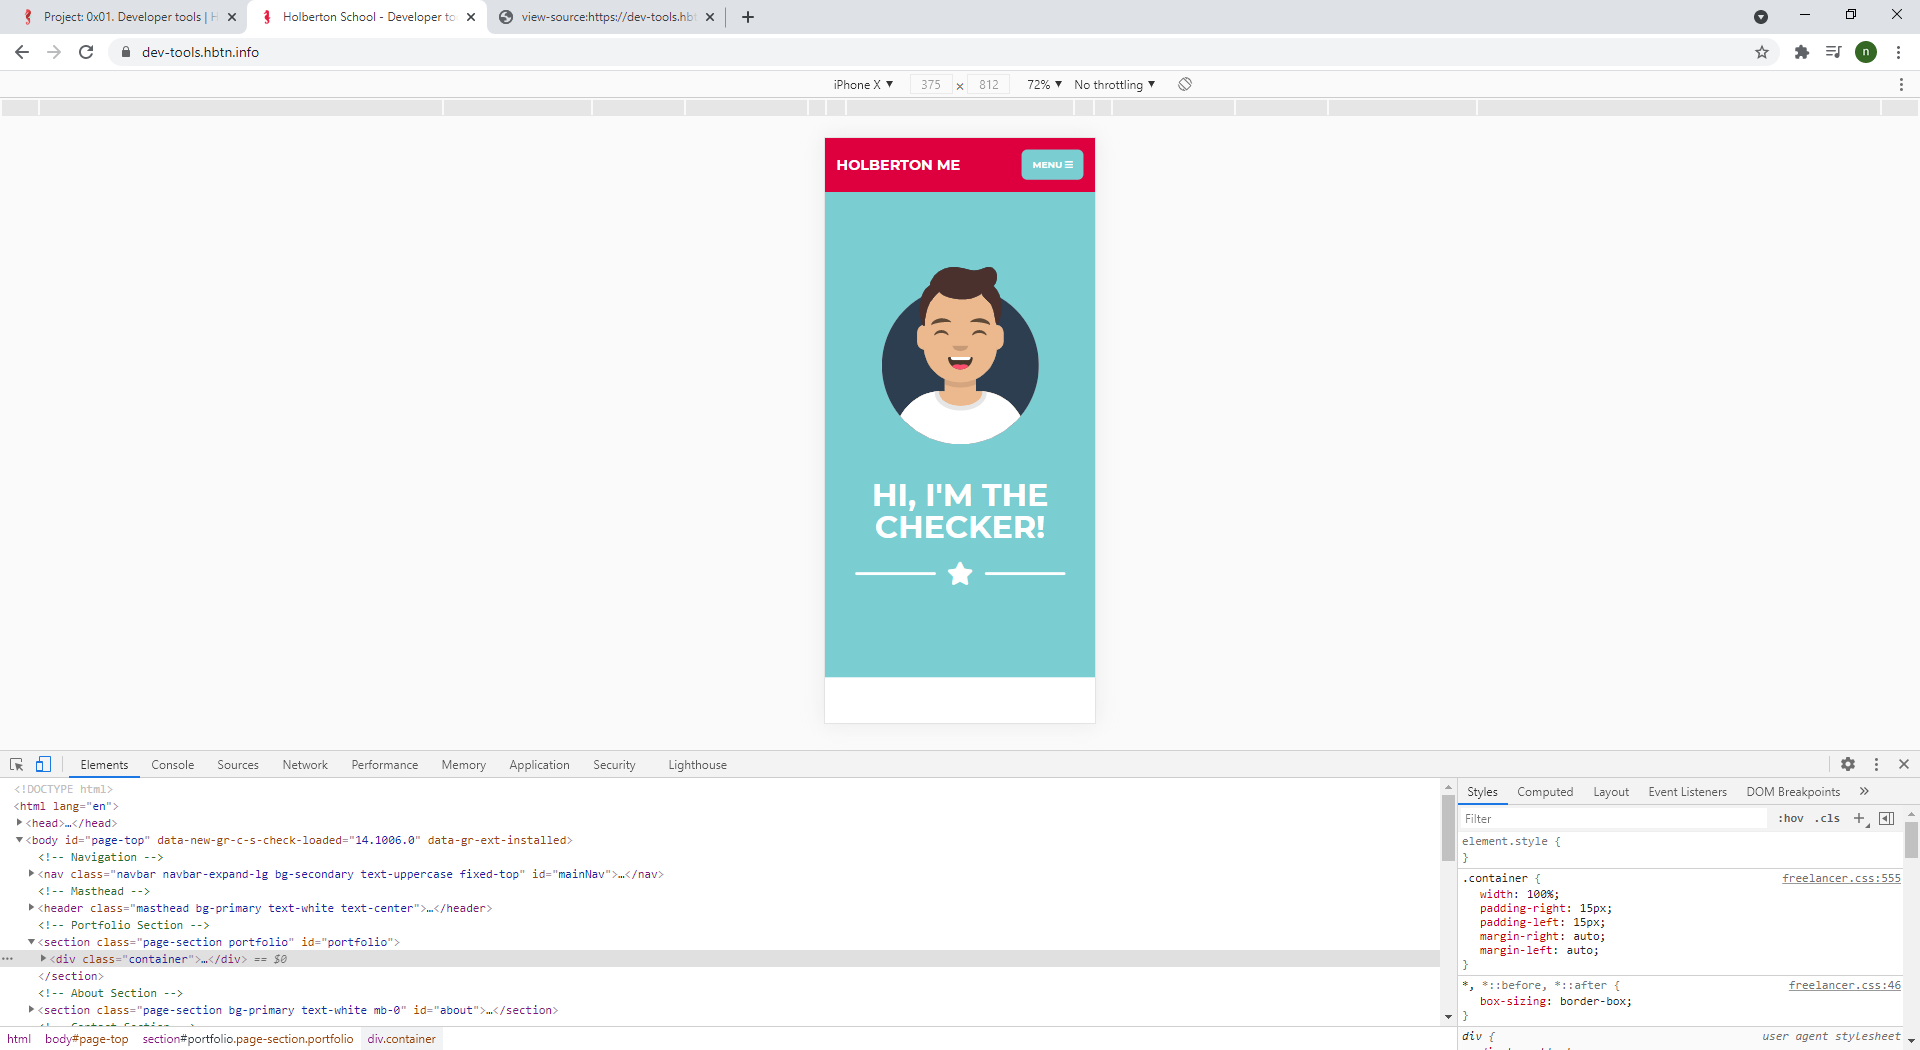 Project: 0x01. Developer tools | H
Holberton School - Developer to
view-source:https://dev-tools.hbt
dev-tools.hbtn.info
n
iPhone X ▼ 375 × 812 72% ▼ No throttling ▼
HOLBERTON ME
MENU
HI, I'M THE
CHECKER!
Elements Console Sources Network Performance Memory Application Security Lighthouse
<!DOCTYPE html>
<html lang="en">
<head>…</head>
<body id="page-top" data-new-gr-c-s-check-loaded="14.1006.0" data-gr-ext-installed>
<!-- Navigation -->
<nav class="navbar navbar-expand-lg bg-secondary text-uppercase fixed-top" id="mainNav">…</nav>
<!-- Masthead -->
<header class="masthead bg-primary text-white text-center">…</header>
<!-- Portfolio Section -->
<section class="page-section portfolio" id="portfolio">
<div class="container">…</div> == $0
</section>
<!-- About Section -->
<section class="page-section bg-primary text-white mb-0" id="about">…</section>
<!-- Contact Section -->
html body#page-top section#portfolio.page-section.portfolio div.container
Styles Computed Layout Event Listeners DOM Breakpoints »
Filter :hov .cls +
element.style {
}
.container { freelancer.css:555
width: 100%;
padding-right: 15px;
padding-left: 15px;
margin-right: auto;
margin-left: auto;
}
*, *::before, *::after { freelancer.css:46
box-sizing: border-box;
}
div { user agent stylesheet